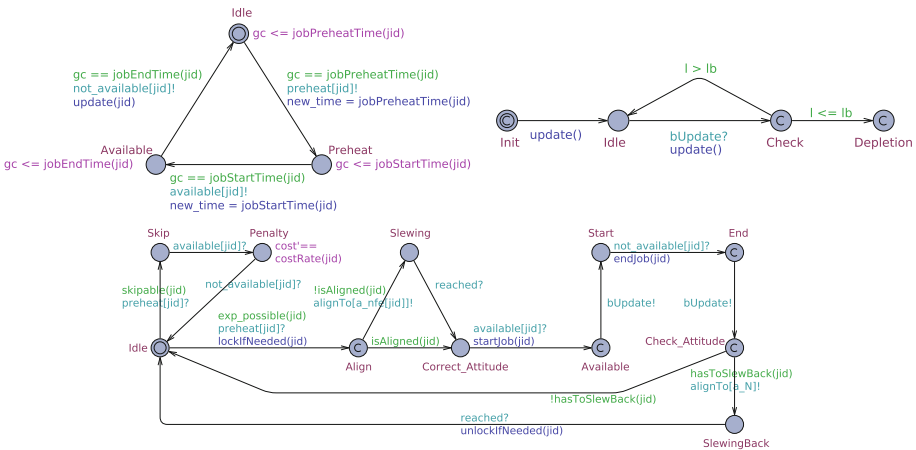 Idle
gc <= jobPreheatTime(jid)
gc == jobEndTime(jid)
not_available[jid]!
update(jid)
gc == jobPreheatTime(jid)
preheat[jid]!
new_time = jobPreheatTime(jid)
Available
gc <= jobEndTime(jid)
Preheat
gc <= jobStartTime(jid)
gc == jobStartTime(jid)
available[jid]!
new_time = jobStartTime(jid)
l > lb
C
Init
update()
Idle
bUpdate?
update()
C
Check
l <= lb
C
Depletion
Skip
available[jid]?
Penalty
cost'==
costRate(jid)
skipable(jid)
preheat[jid]?
not_available[jid]?
Idle
exp_possible(jid)
preheat[jid]?
lockIfNeeded(jid)
Slewing
!isAligned(jid)
alignTo[a_nfe[jid]]!
reached?
C
Align
isAligned(jid)
Correct_Attitude
available[jid]?
startJob(jid)
Start
not_available[jid]?
endJob(jid)
End
C
bUpdate!
bUpdate!
C
Available
Check_Attitude
C
hasToSlewBack(jid)
alignTo[a_N]!
!hasToSlewBack(jid)
reached?
unlockIfNeeded(jid)
SlewingBack